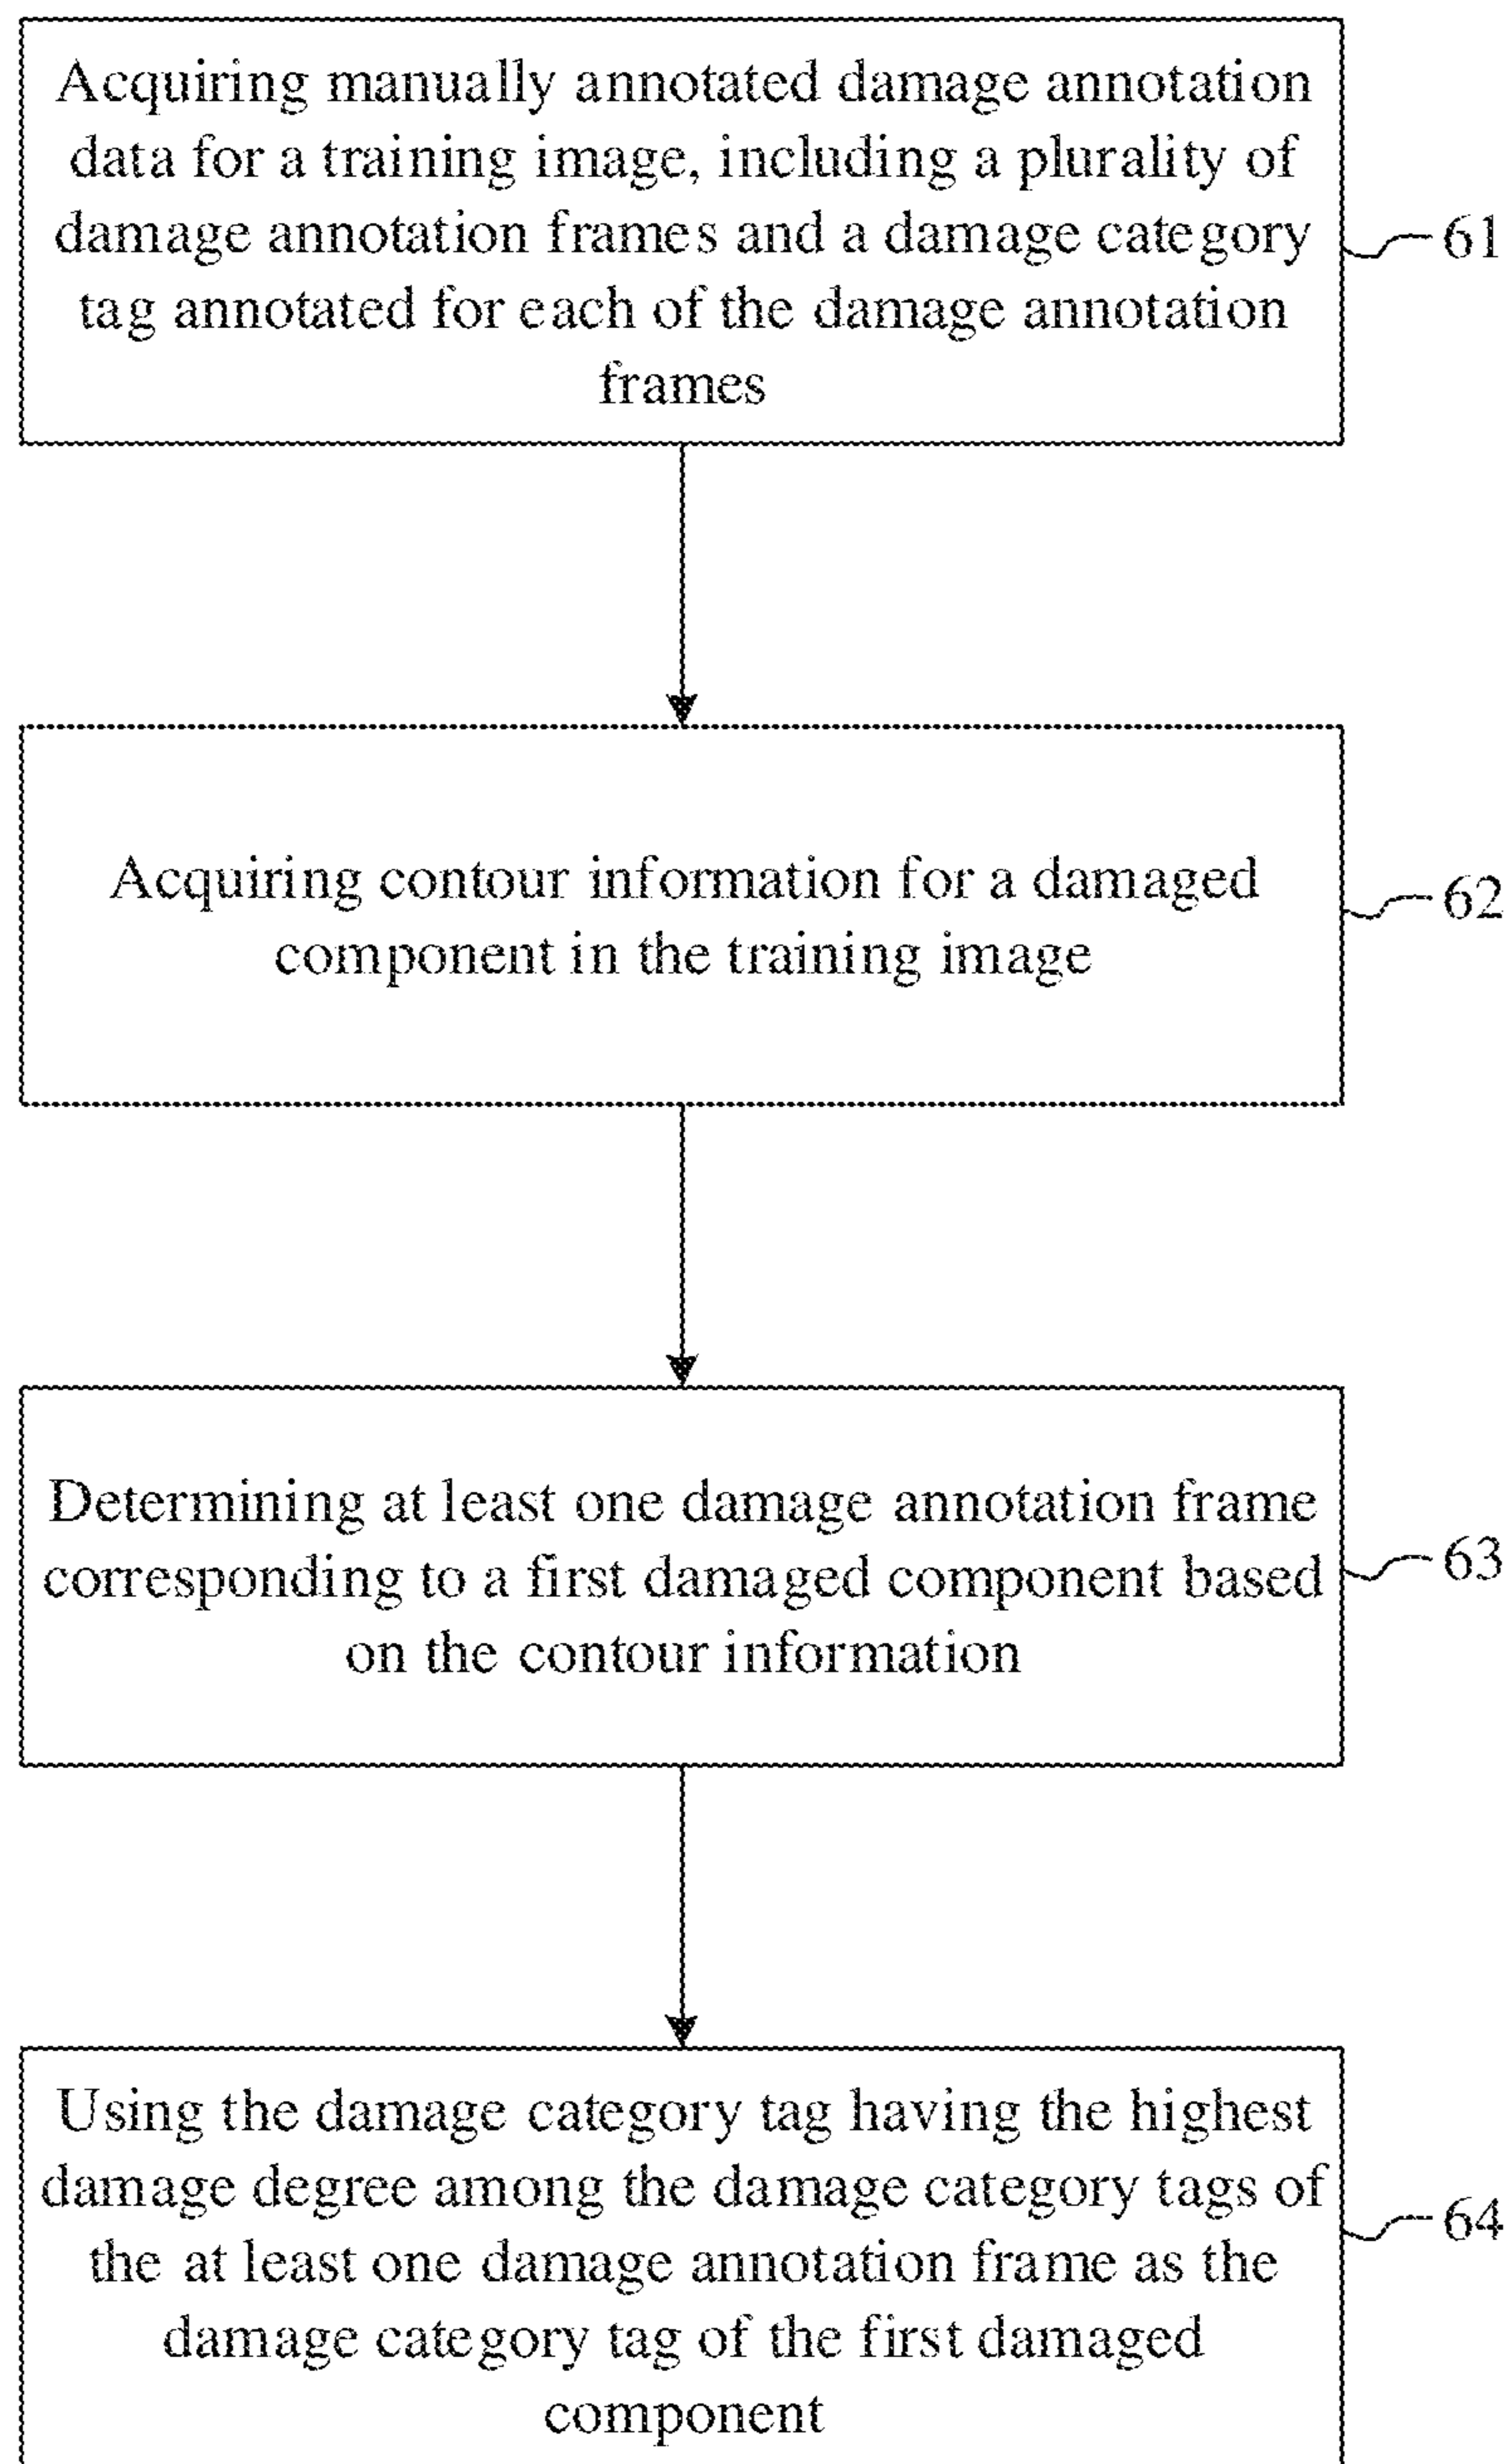 Acquiring manually annotated damage annotation
data for a training image, including a plurality of
damage annotation frames and a damage category
tag annotated for each of the damage annotation
frames
61
Acquiring contour information for a damaged
component in the training image
62
Determining at least one damage annotation frame
corresponding to a first damaged component based
on the contour information
63
Using the damage category tag having the highest
damage degree among the damage category tags of
the at least one damage annotation frame as the
damage category tag of the first damaged
component
64